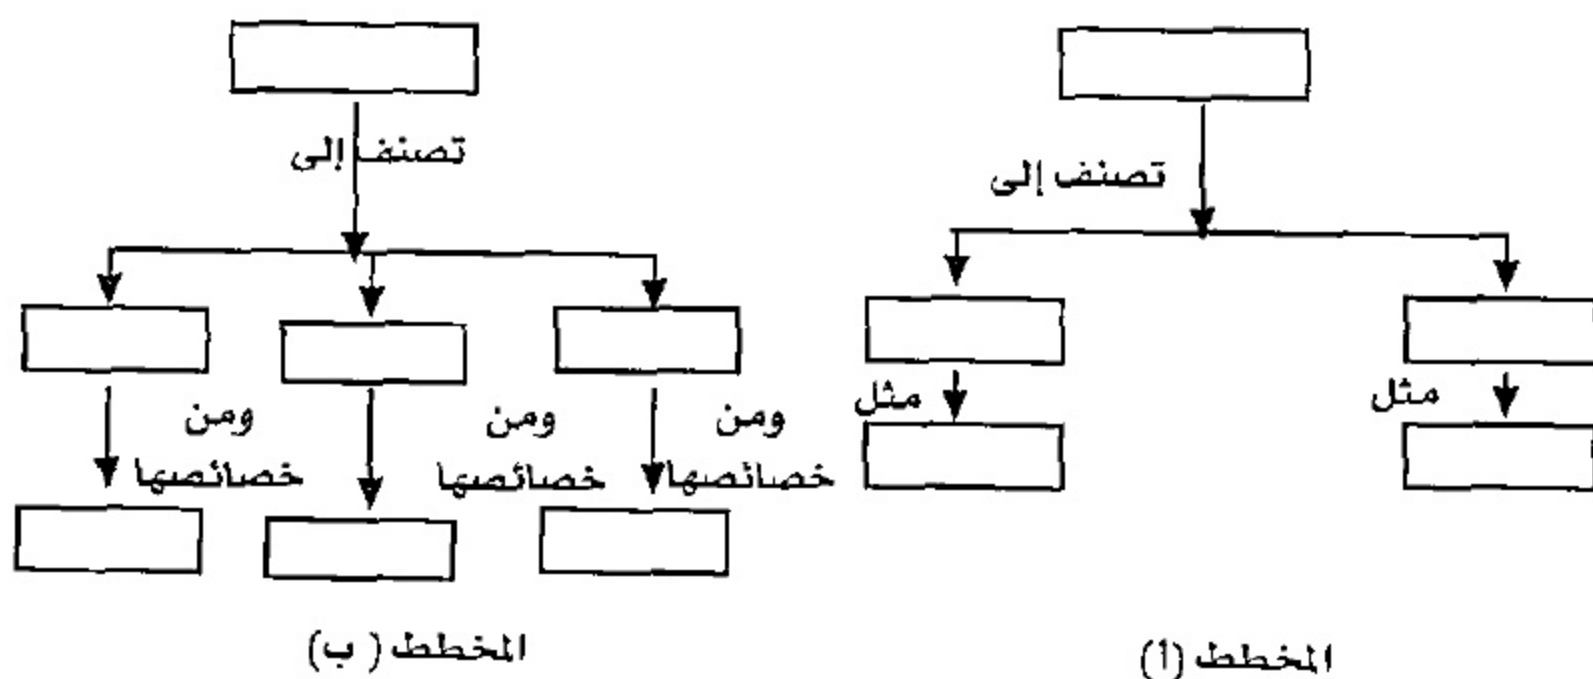 تصنف إلى
مثل
مثل
المخطط (أ)
تصنف إلى
ومن
خصائصها
ومن
خصائصها
ومن
خصائصها
المخطط (ب)